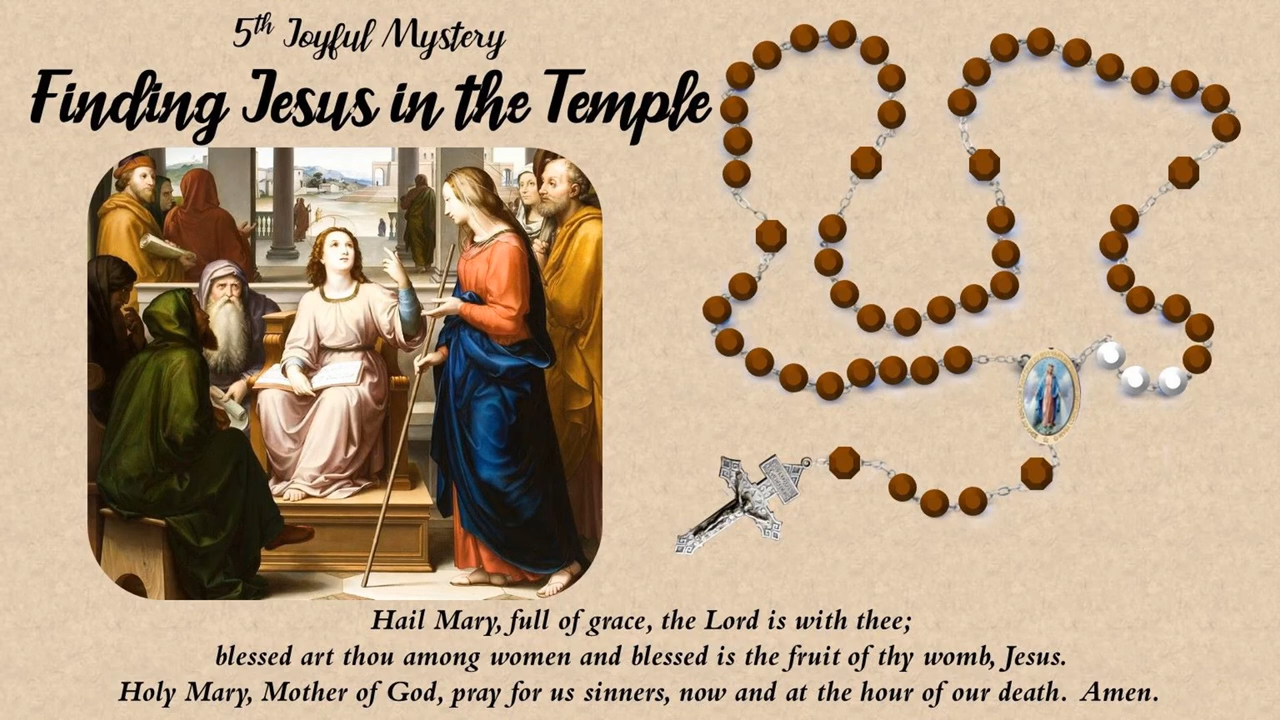 5th Joyful Mystery
Finding Jesus in the Temple
Hail Mary, full of grace, the Lord is with thee;
blessed art thou among women and blessed is the fruit of thy womb, Jesus.
Holy Mary, Mother of God, pray for us sinners, now and at the hour of our death.  Amen.